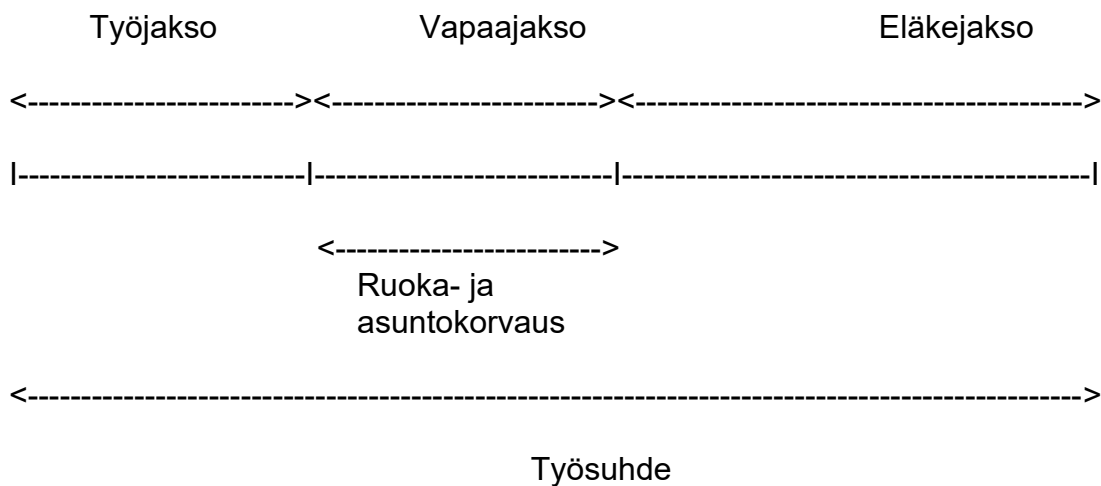 Työjakso Vapaajakso Eläkejakso
<---------------------------><-------------------------><------------------------------------------>
|---------------------------|----------------------------|--------------------------------------------|
<------------------------->
Ruoka- ja
asuntokorvaus
<---------------------------------------------------------------------------------------------------->
Työsuhde